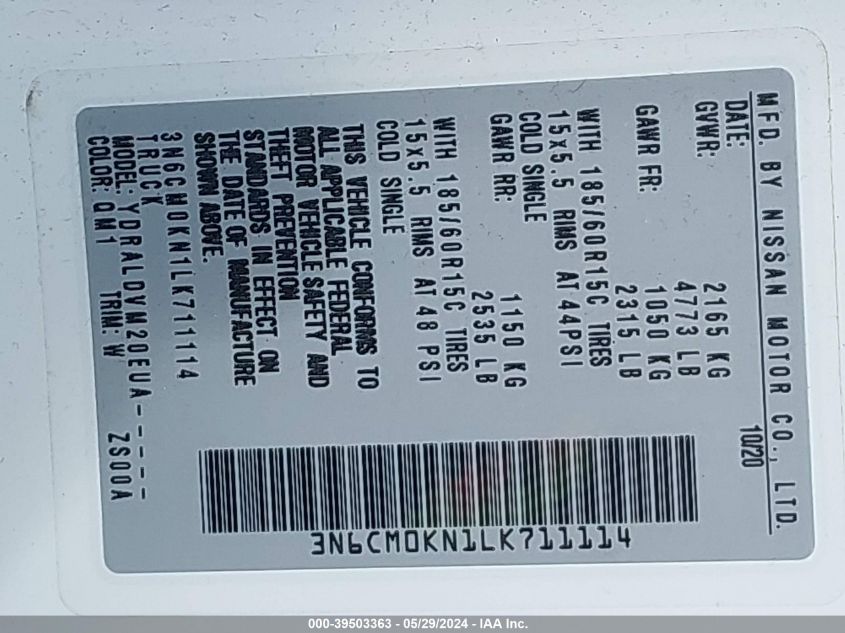 MFD. BY NISSAN MOTOR CO., LTD.
DATE: 10/20
GVWR: 2165 KG
4773 LB
GAWR FR: 1050 KG
2315 LB
WITH 185/60R15C TIRES
15x5.5 RIMS AT 44PSI
COLD SINGLE
GAWR RR: 1150 KG
2535 LB
WITH 185/60R15C TIRES
15x5.5 RIMS AT 48 PSI
COLD SINGLE
THIS VEHICLE CONFORMS TO
ALL APPLICABLE FEDERAL
MOTOR VEHICLE SAFETY AND
THEFT PREVENTION
STANDARDS IN EFFECT ON
THE DATE OF MANUFACTURE
SHOWN ABOVE.
3N6CM0KN1LK711114
TRUCK
MODEL: YDRALDVM20EUA-----
COLOR: QM1 TRIM: W ZS00A
3N6CM0KN1LK711114
000-39503363 - 05/29/2024 - IAA Inc.